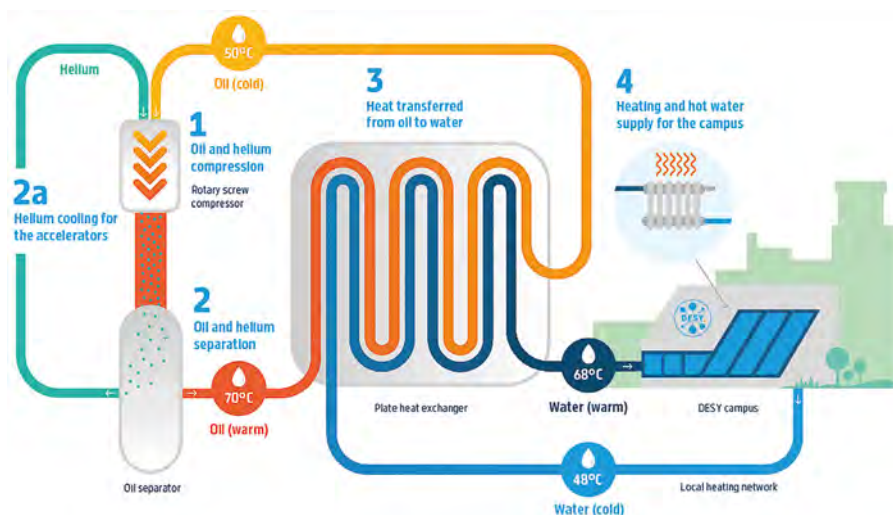 Helium
50°C
Oil (cold)
1
Oil and helium
compression
Rotary screw
compressor
2a
Helium cooling for
the accelerators
2
Oil and helium
separation
70°C
Oil (warm)
Oil separator
3
Heat transferred
from oil to water
Plate heat exchanger
4
Heating and hot water
supply for the campus
DESY
68°C
Water (warm)
DESY campus
48°C
Water (cold)
Local heating network